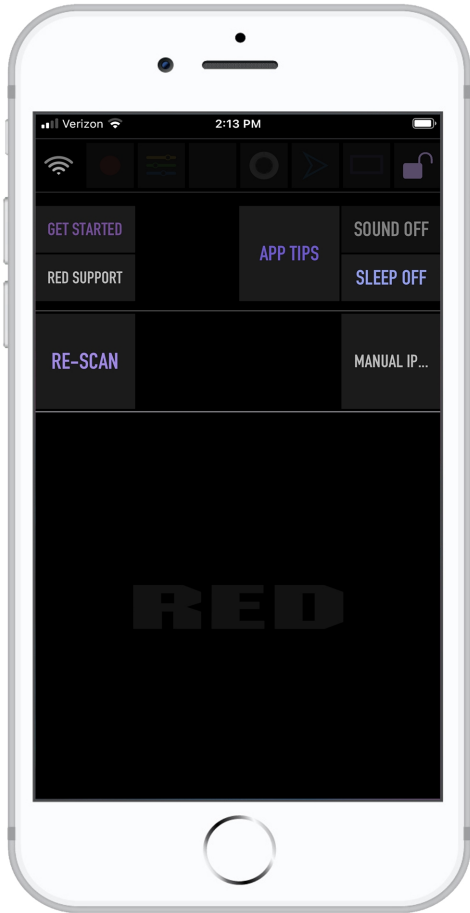 Verizon 2:13 PM
GET STARTED
RED SUPPORT
APP TIPS
SOUND OFF
SLEEP OFF
RE-SCAN
MANUAL IP...
RED